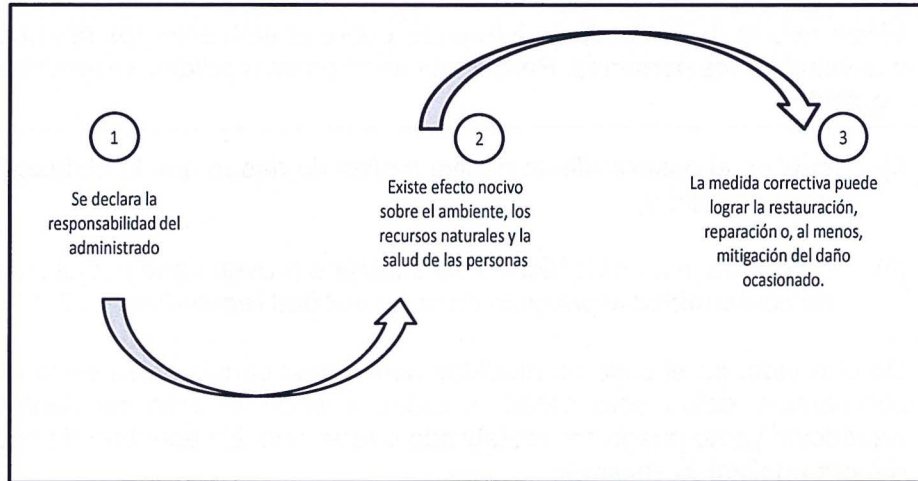 1
Se declara la
responsabilidad del
administrado
2
Existe efecto nocivo
sobre el ambiente, los
recursos naturales y la
salud de las personas
3
La medida correctiva puede
lograr la restauración,
reparación o, al menos,
mitigación del daño
ocasionado.